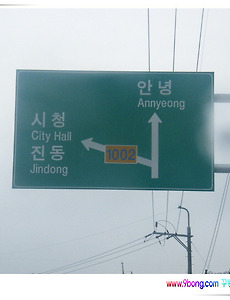 안녕
Annyeong
시청
City Hall
진동
Jindong
1002
www.9bong.com